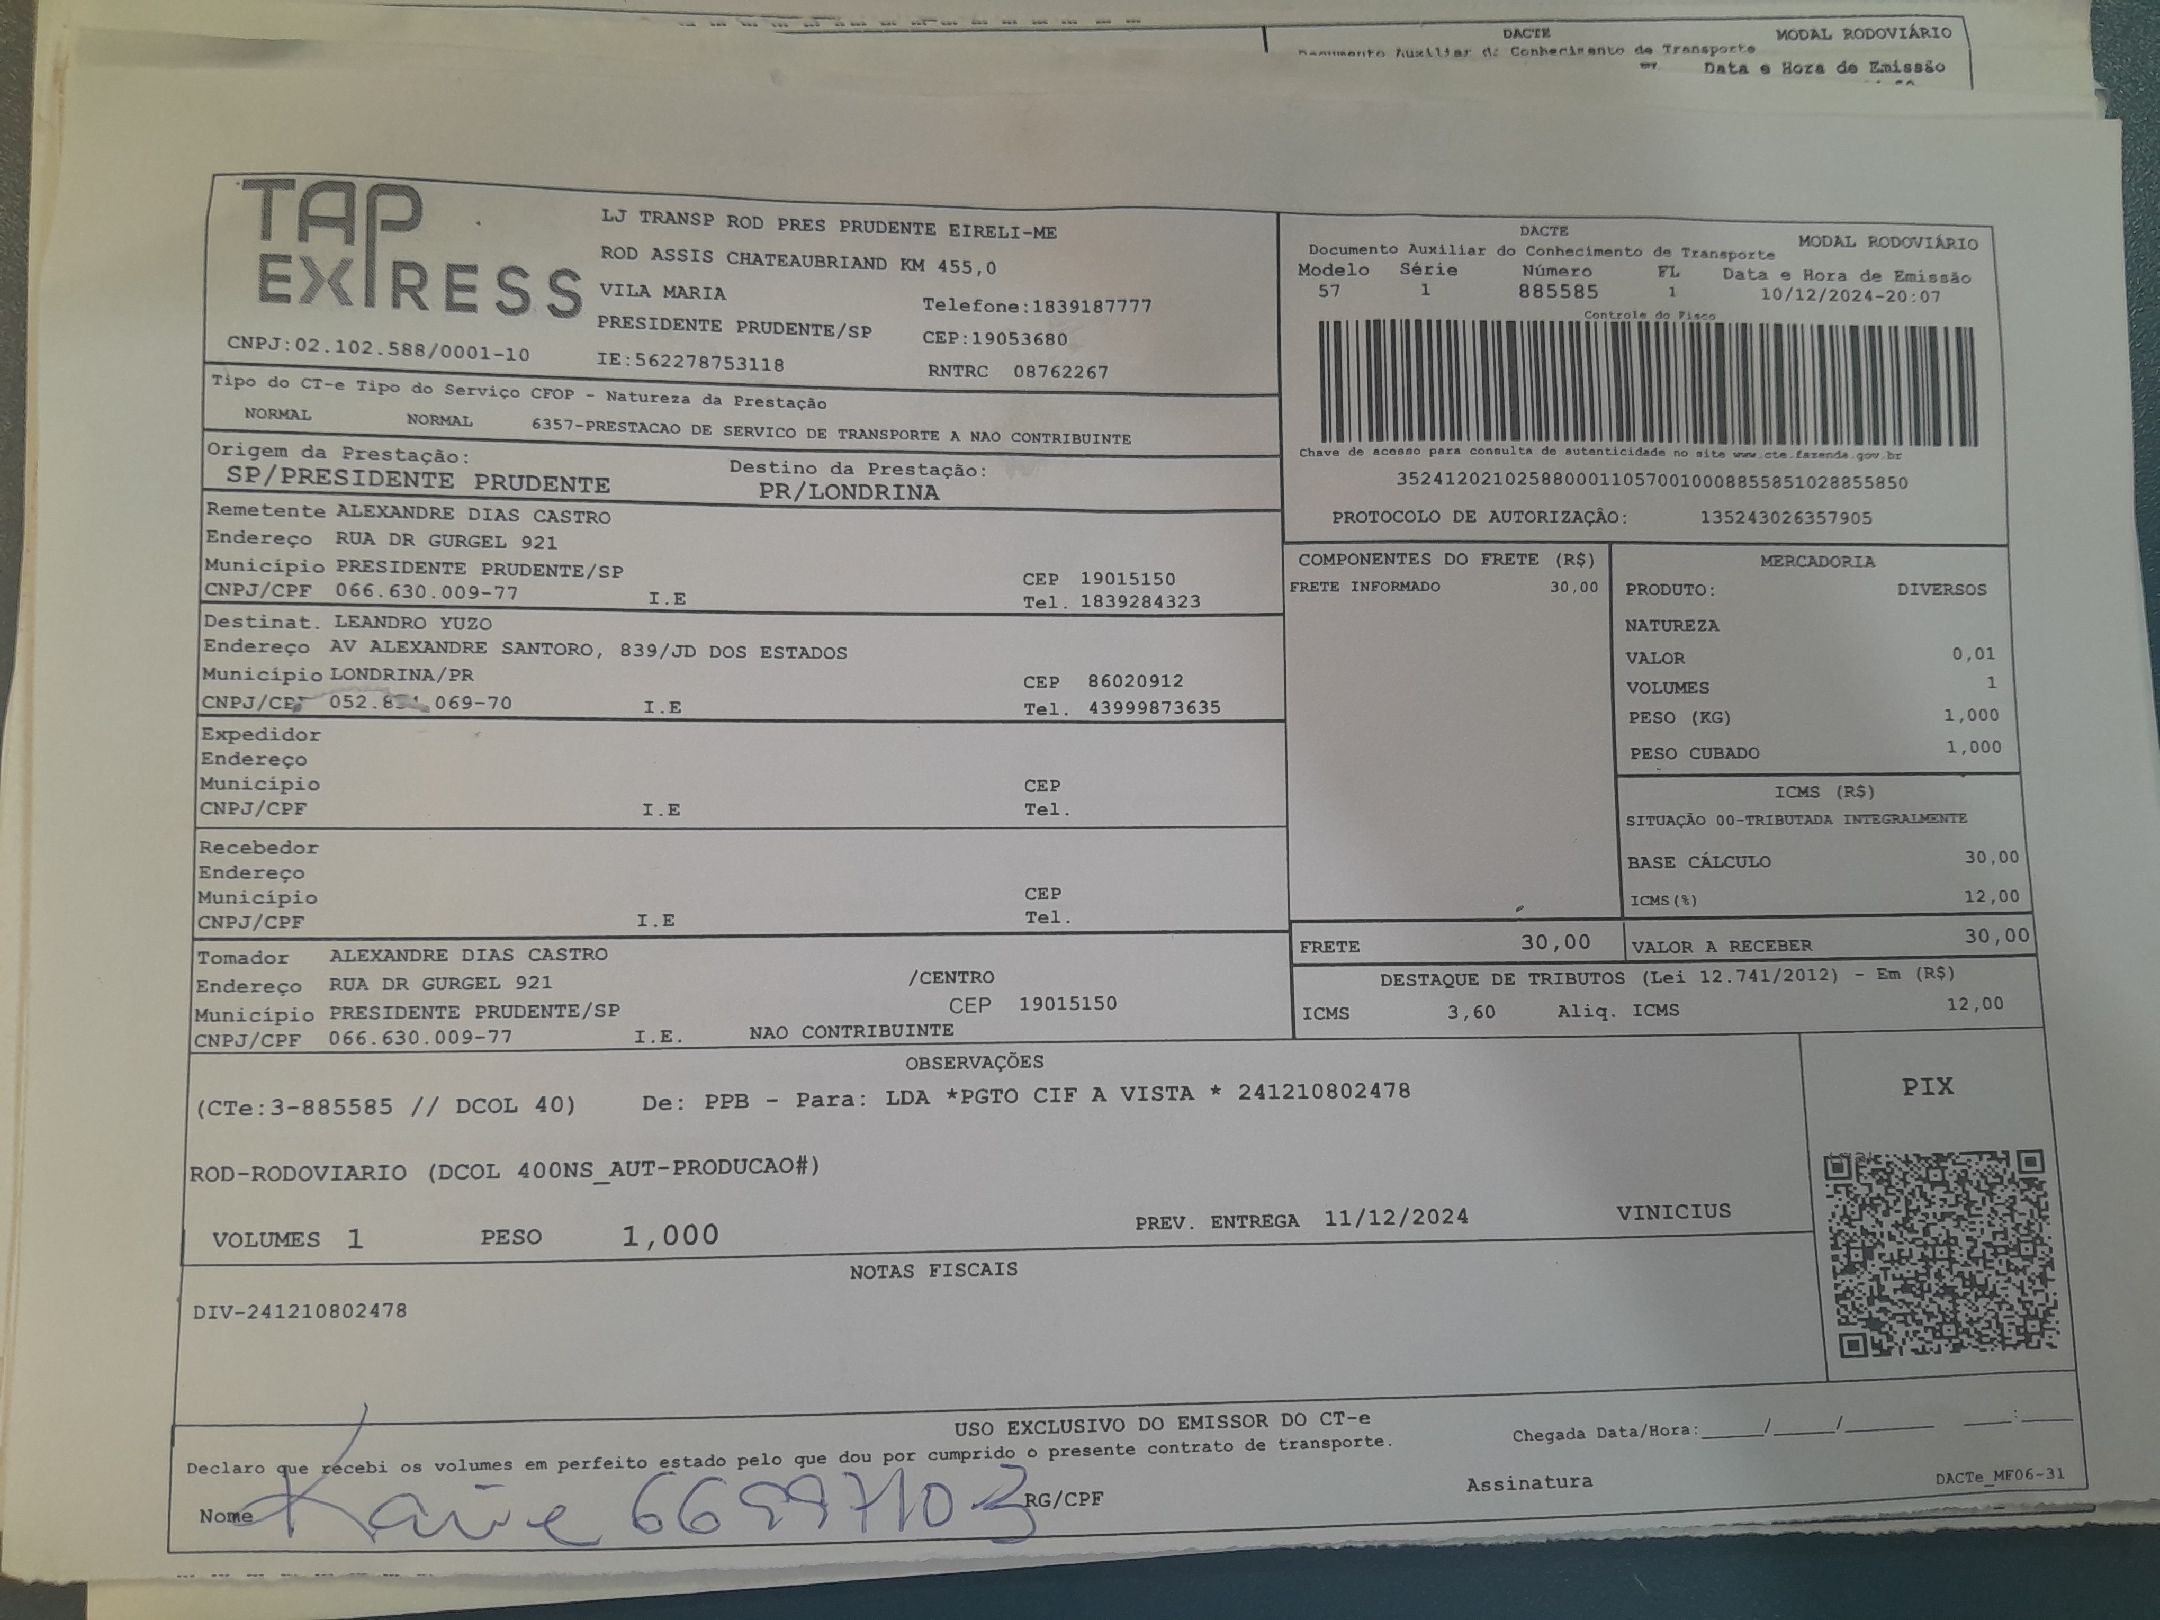 DACTE
MODAL RODOVIÁRIO
Documento Auxiliar do Conhecimento de Transporte
Data e Hora de Emissão
TAP EXPRESS
CNPJ:02.102.588/0001-10
LJ TRANSP ROD PRES PRUDENTE EIRELI-ME
ROD ASSIS CHATEAUBRIAND KM 455,0
VILA MARIA
Telefone:1839187777
PRESIDENTE PRUDENTE/SP
CEP:19053680
IE:562278753118
RNTRC 08762267
DACTE
MODAL RODOVIÁRIO
Documento Auxiliar do Conhecimento de Transporte
Modelo Série Número FL Data e Hora de Emissão
57 1 885585 1 10/12/2024-20:07
Controle do Fisco
Chave de acesso para consulta de autenticidade no site www.cte.fazenda.gov.br
35241202102588000110570010008855851028855850
PROTOCOLO DE AUTORIZAÇÃO: 135243026357905
Tipo do CT-e Tipo do Serviço CFOP - Natureza da Prestação
NORMAL NORMAL 6357-PRESTACAO DE SERVICO DE TRANSPORTE A NAO CONTRIBUINTE
Origem da Prestação:
SP/PRESIDENTE PRUDENTE
Destino da Prestação:
PR/LONDRINA
Remetente ALEXANDRE DIAS CASTRO
Endereço RUA DR GURGEL 921
Município PRESIDENTE PRUDENTE/SP CEP 19015150
CNPJ/CPF 066.630.009-77 I.E Tel. 1839284323
Destinat. LEANDRO YUZO
Endereço AV ALEXANDRE SANTORO, 839/JD DOS ESTADOS
Município LONDRINA/PR CEP 86020912
CNPJ/CPF 069-70 I.E Tel. 43999873635
Expedidor
Endereço
Município CEP
CNPJ/CPF I.E Tel.
Recebedor
Endereço
Município CEP
CNPJ/CPF I.E Tel.
Tomador ALEXANDRE DIAS CASTRO
Endereço RUA DR GURGEL 921 /CENTRO
Município PRESIDENTE PRUDENTE/SP CEP 19015150
CNPJ/CPF 066.630.009-77 I.E. NAO CONTRIBUINTE
COMPONENTES DO FRETE (R$)
FRETE INFORMADO 30,00
MERCADORIA
PRODUTO: DIVERSOS
NATUREZA
VALOR 0,01
VOLUMES 1
PESO (KG) 1,000
PESO CUBADO 1,000
ICMS (R$)
SITUAÇÃO 00-TRIBUTADA INTEGRALMENTE
BASE CÁLCULO 30,00
ICMS(%) 12,00
FRETE 30,00
VALOR A RECEBER 30,00
DESTAQUE DE TRIBUTOS (Lei 12.741/2012) - Em (R$)
ICMS 3,60 Aliq. ICMS 12,00
OBSERVAÇÕES
(CTe:3-885585 // DCOL 40) De: PPB - Para: LDA *PGTO CIF A VISTA * 241210802478
ROD-RODOVIARIO (DCOL 400NS_AUT-PRODUCAO#)
VOLUMES 1 PESO 1,000 PREV. ENTREGA 11/12/2024 VINICIUS
PIX
NOTAS FISCAIS
DIV-241210802478
USO EXCLUSIVO DO EMISSOR DO CT-e
Declaro que recebi os volumes em perfeito estado pelo que dou por cumprido o presente contrato de transporte.
Chegada Data/Hora:_____/_____/________ ___:____
Nome RG/CPF Assinatura
DACTe_MF06-31